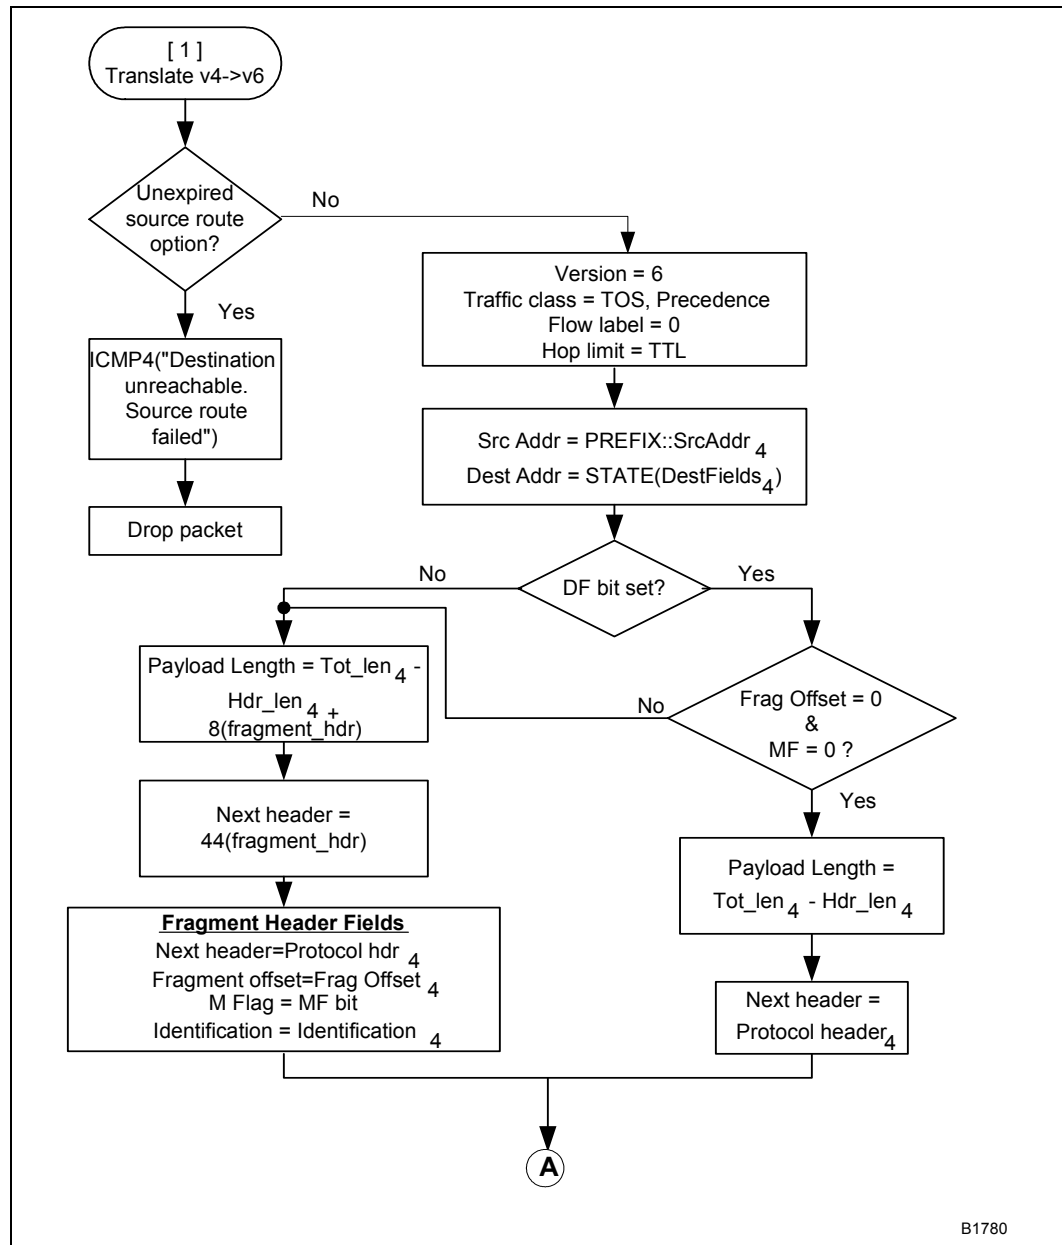 [ 1 ]
Translate v4->v6
Unexpired
source route
option?
No
Yes
ICMP4("Destination
unreachable.
Source route
failed")
Drop packet
Version = 6
Traffic class = TOS, Precedence
Flow label = 0
Hop limit = TTL
Src Addr = PREFIX::SrcAddr 4
Dest Addr = STATE(DestFields4)
DF bit set?
No
Yes
Payload Length = Tot_len 4 -
Hdr_len 4 +
8(fragment_hdr)
Next header =
44(fragment_hdr)
Fragment Header Fields
Next header=Protocol hdr 4
Fragment offset=Frag Offset 4
M Flag = MF bit
Identification = Identification 4
Frag Offset = 0
&
MF = 0 ?
No
Yes
Payload Length =
Tot_len 4 - Hdr_len 4
Next header =
Protocol header4
A
B1780